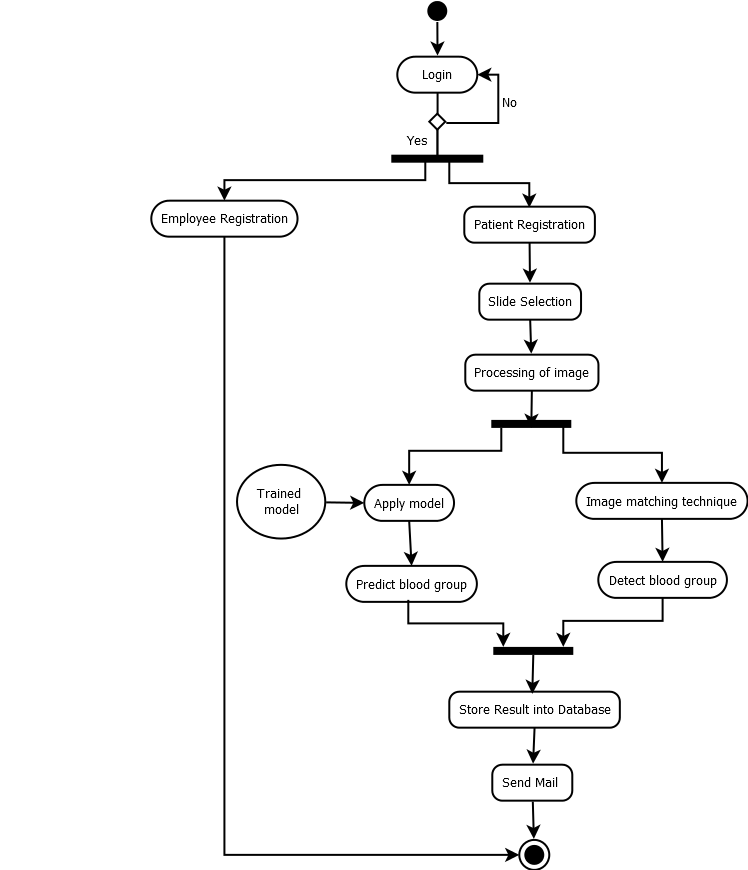 Login
No
Yes
Employee Registration
Patient Registration
Slide Selection
Processing of image
Trained
model
Apply model
Image matching technique
Predict blood group
Detect blood group
Store Result into Database
Send Mail